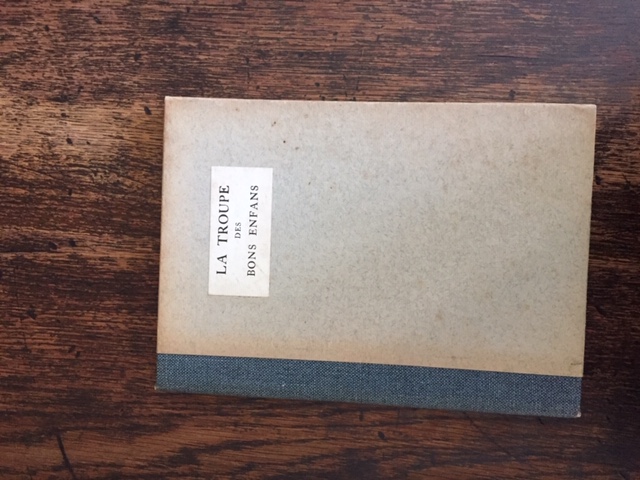 LA TROUPE
DES
BONS ENFANS